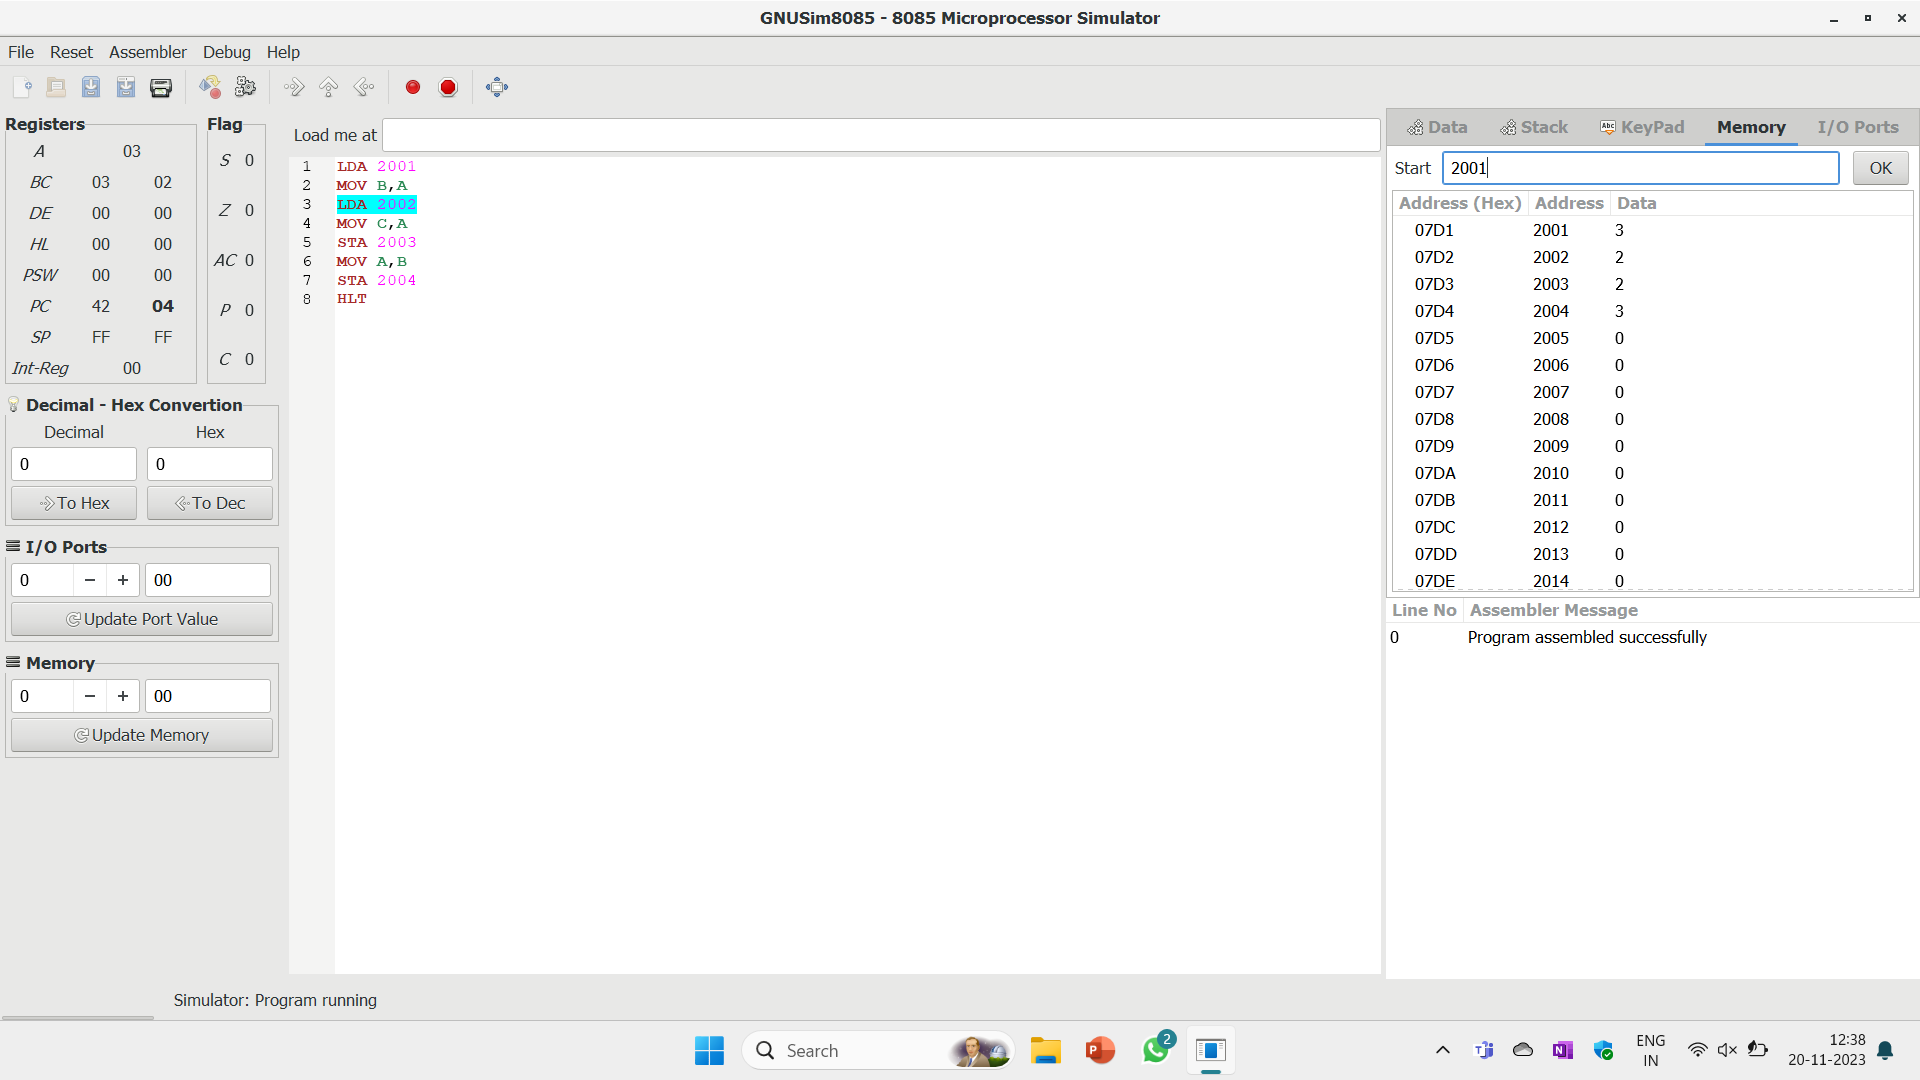 GNUSim8085 - 8085 Microprocessor Simulator
File Reset Assembler Debug Help
Registers
A 03
BC 03 02
DE 00 00
HL 00 00
PSW 00 00
PC 42 04
SP FF FF
Int-Reg 00
Flag
S 0
Z 0
AC 0
P 0
C 0
Decimal - Hex Convertion
Decimal Hex
0 0
To Hex To Dec
I/O Ports
0 − + 00
Update Port Value
Memory
0 − + 00
Update Memory
Load me at
1 LDA 2001
2 MOV B,A
3 LDA 2002
4 MOV C,A
5 STA 2003
6 MOV A,B
7 STA 2004
8 HLT
Data Stack Abc KeyPad Memory I/O Ports
Start 2001 OK
Address (Hex) Address Data
07D1 2001 3
07D2 2002 2
07D3 2003 2
07D4 2004 3
07D5 2005 0
07D6 2006 0
07D7 2007 0
07D8 2008 0
07D9 2009 0
07DA 2010 0
07DB 2011 0
07DC 2012 0
07DD 2013 0
07DE 2014 0
Line No Assembler Message
0 Program assembled successfully
Simulator: Program running
Search
P
2
N
ENG
IN
12:38
20-11-2023